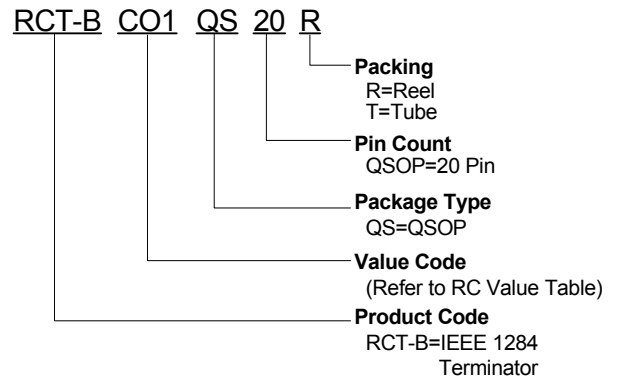 RCT-B CO1 QS 20 R
Packing
R=Reel
T=Tube
Pin Count
QSOP=20 Pin
Package Type
QS=QSOP
Value Code
(Refer to RC Value Table)
Product Code
RCT-B=IEEE 1284
Terminator